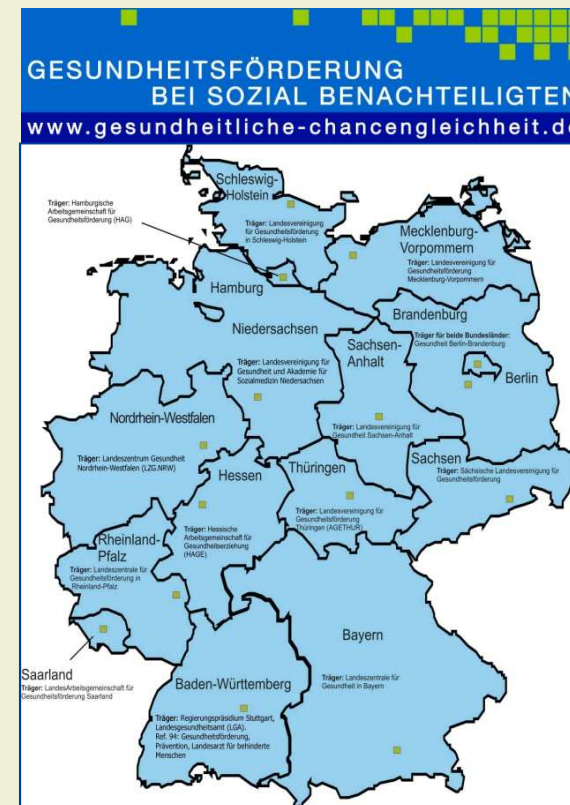 GESUNDHEITSFÖRDERUNG
BEI SOZIAL BENACHTEILIGTEN
www.gesundheitliche-chancengleichheit.de
Schleswig-
Holstein
Träger: Landesvereinigung
für Gesundheitsförderung
in Schleswig-Holstein
Träger: Hamburgische
Arbeitsgemeinschaft für
Gesundheitsförderung (HAG)
Hamburg
Mecklenburg-
Vorpommern
Träger: Landesvereinigung für
Gesundheitsförderung
Mecklenburg-Vorpommern
Brandenburg
Träger für beide Bundesländer:
Gesundheit Berlin-Brandenburg
Berlin
Niedersachsen
Träger: Landesvereinigung für
Gesundheit und Akademie für
Sozialmedizin Niedersachsen
Sachsen-
Anhalt
Träger: Landesvereinigung für
Gesundheit Sachsen-Anhalt
Nordrhein-Westfalen
Träger: Landeszentrum Gesundheit
Nordrhein-Westfalen (LZG.NRW)
Hessen
Träger: Hessische
Arbeitsgemeinschaft für
Gesundheitserziehung
(HAGE)
Thüringen
Träger: Landesvereinigung für
Gesundheitsförderung
Thüringen (AGETHUR)
Sachsen
Träger: Sächsische Landesvereinigung für
Gesundheitsförderung
Rheinland-
Pfalz
Träger: Landeszentrale für
Gesundheitsförderung in
Rheinland-Pfalz
Saarland
Träger: LandesArbeitsgemeinschaft für
Gesundheitsförderung Saarland
Baden-Württemberg
Träger: Regierungspräsidium Stuttgart,
Landesgesundheitsamt (LGA).
Ref. 94: Gesundheitsförderung,
Prävention, Landesarzt für behinderte
Menschen
Bayern
Träger: Landeszentrale für
Gesundheit in Bayern